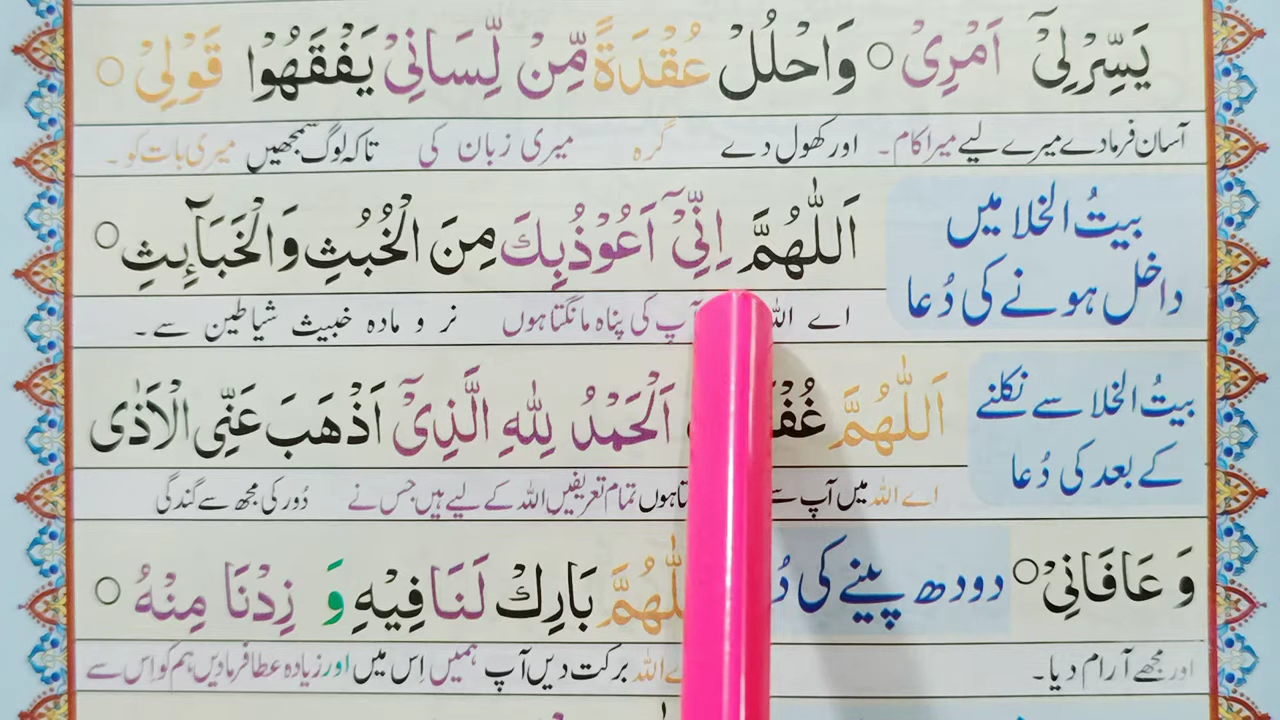 يَسِّرْ لِيْٓ اَمْرِيْ ○ وَاحْلُلْ عُقْدَةً مِّنْ لِّسَانِيْ يَفْقَهُوْا قَوْلِيْ ○
آسان فرمادے میرے لیے میرا کام۔ اور کھول دے گرہ میری زبان کی تاکہ لوگ سمجھیں میری بات کو۔
بیتُ الخلا میں
داخل ہونے کی دُعا
اَللّٰهُمَّ اِنِّيْٓ اَعُوْذُبِكَ مِنَ الْخُبُثِ وَالْخَبَآئِثِ ○
اے آپ کی پناہ مانگتا ہوں نر و مادہ خبیث شیاطین سے۔
بیتُ الخلا سے نکلنے
کے بعد کی دُعا
اَللّٰهُمَّ اَلْحَمْدُ لِلّٰهِ الَّذِيْٓ اَذْهَبَ عَنِّى الْاَذٰى
اے اللہ میں آپ تمام تعریفیں اللہ کے لیے ہیں جس نے دُور کی مجھ سے گندگی
وَ عَافَانِيْ ○ دودھ پینے کی بَارِكْ لَنَا فِيْهِ وَ زِدْنَا مِنْهُ ○
اور مجھے آرام دیا۔ اللہ برکت دیں آپ ہمیں اِس میں اور زیادہ عطا فرمادیں ہم کو اِس سے